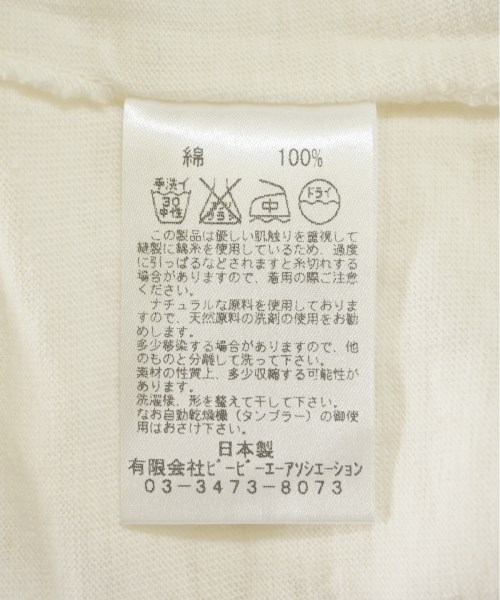 綿 100%
手洗イ 30 中性 エンソサラシ 中 ドライ
この製品は優しい肌触りを重視して
縫製に綿糸を使用しているため、過度
に引っぱるなどされますと糸切れする
場合がありますので、着用の際ご注意
ください。
ナチュラルな原料を使用しておりま
すので、天然原料の洗剤の使用をお勧
めします。
多少移染する場合がありますので、他
のものと分離して洗って下さい。
素材の性質上、多少収縮する可能性が
あります。
洗濯後、形を整えて干して下さい。
なお自動乾燥機(タンブラー)の御使
用はおさけ下さい。
日本製
有限会社ビービーエーアソシエーション
03-3473-8073